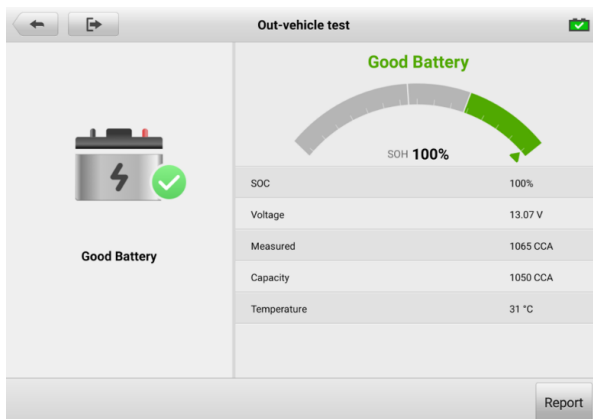 Out-vehicle test
Good Battery
Good Battery
SOH 100%
SOC 100%
Voltage 13.07 V
Measured 1065 CCA
Capacity 1050 CCA
Temperature 31 °C
Report